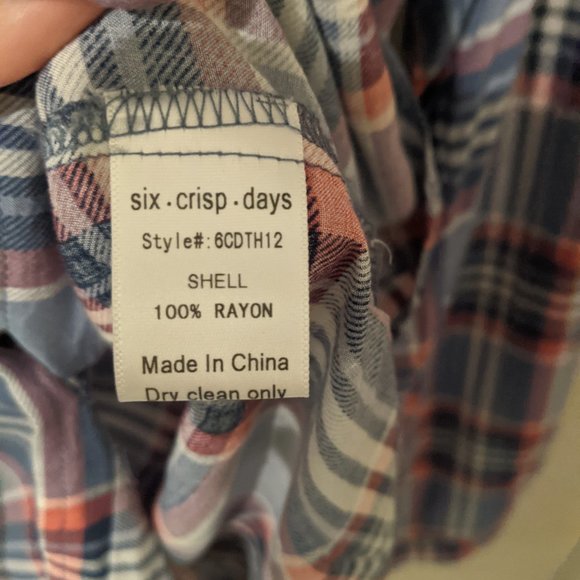 six.crisp.days
Style#: 6CDTH12
SHELL
100% RAYON
Made In China
Dry clean only